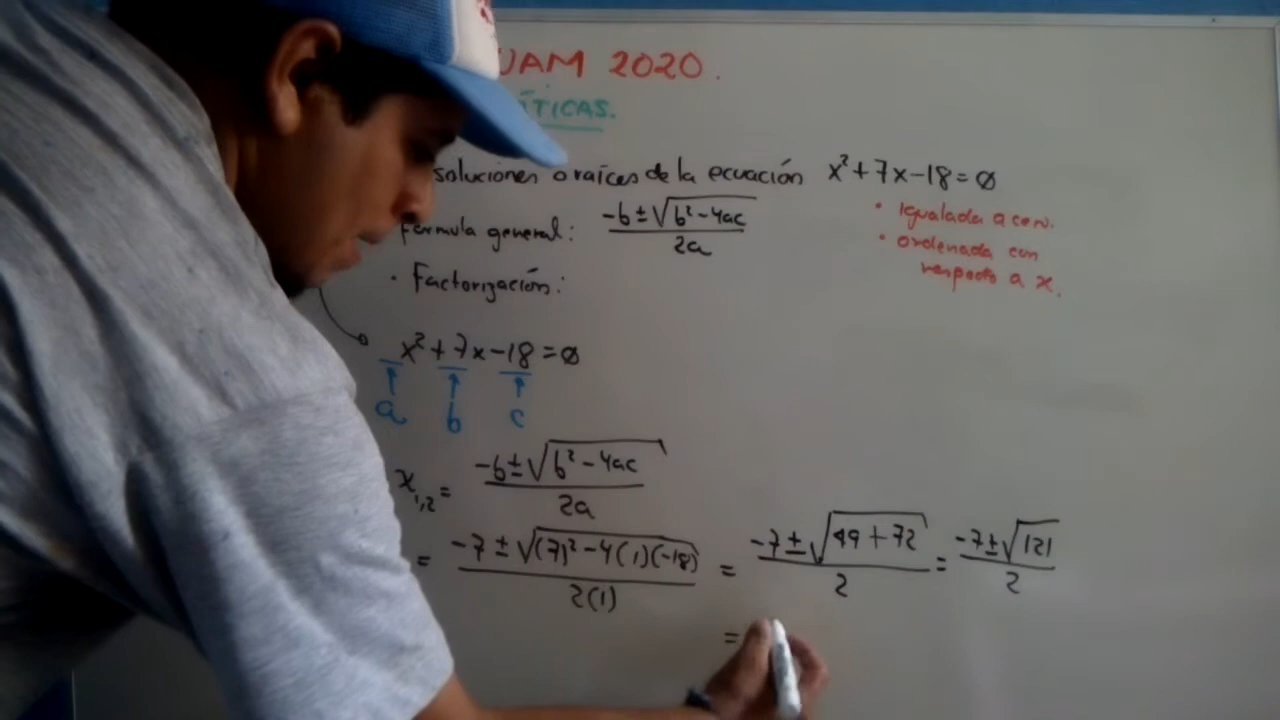 UAM 2020.
TICAS.
soluciones o raíces de la ecuación x²+7x-18=∅
fórmula general: -b±√b²-4ac / 2a
• Igualada a cero.
• ordenada con
respecto a x.
• Factorización:
x²+7x-18=∅
a b c
x₁,₂= -b±√b²-4ac / 2a
= -7±√(7)²-4(1)(-18) / 2(1) = -7±√49+72 / 2 = -7±√121 / 2
=